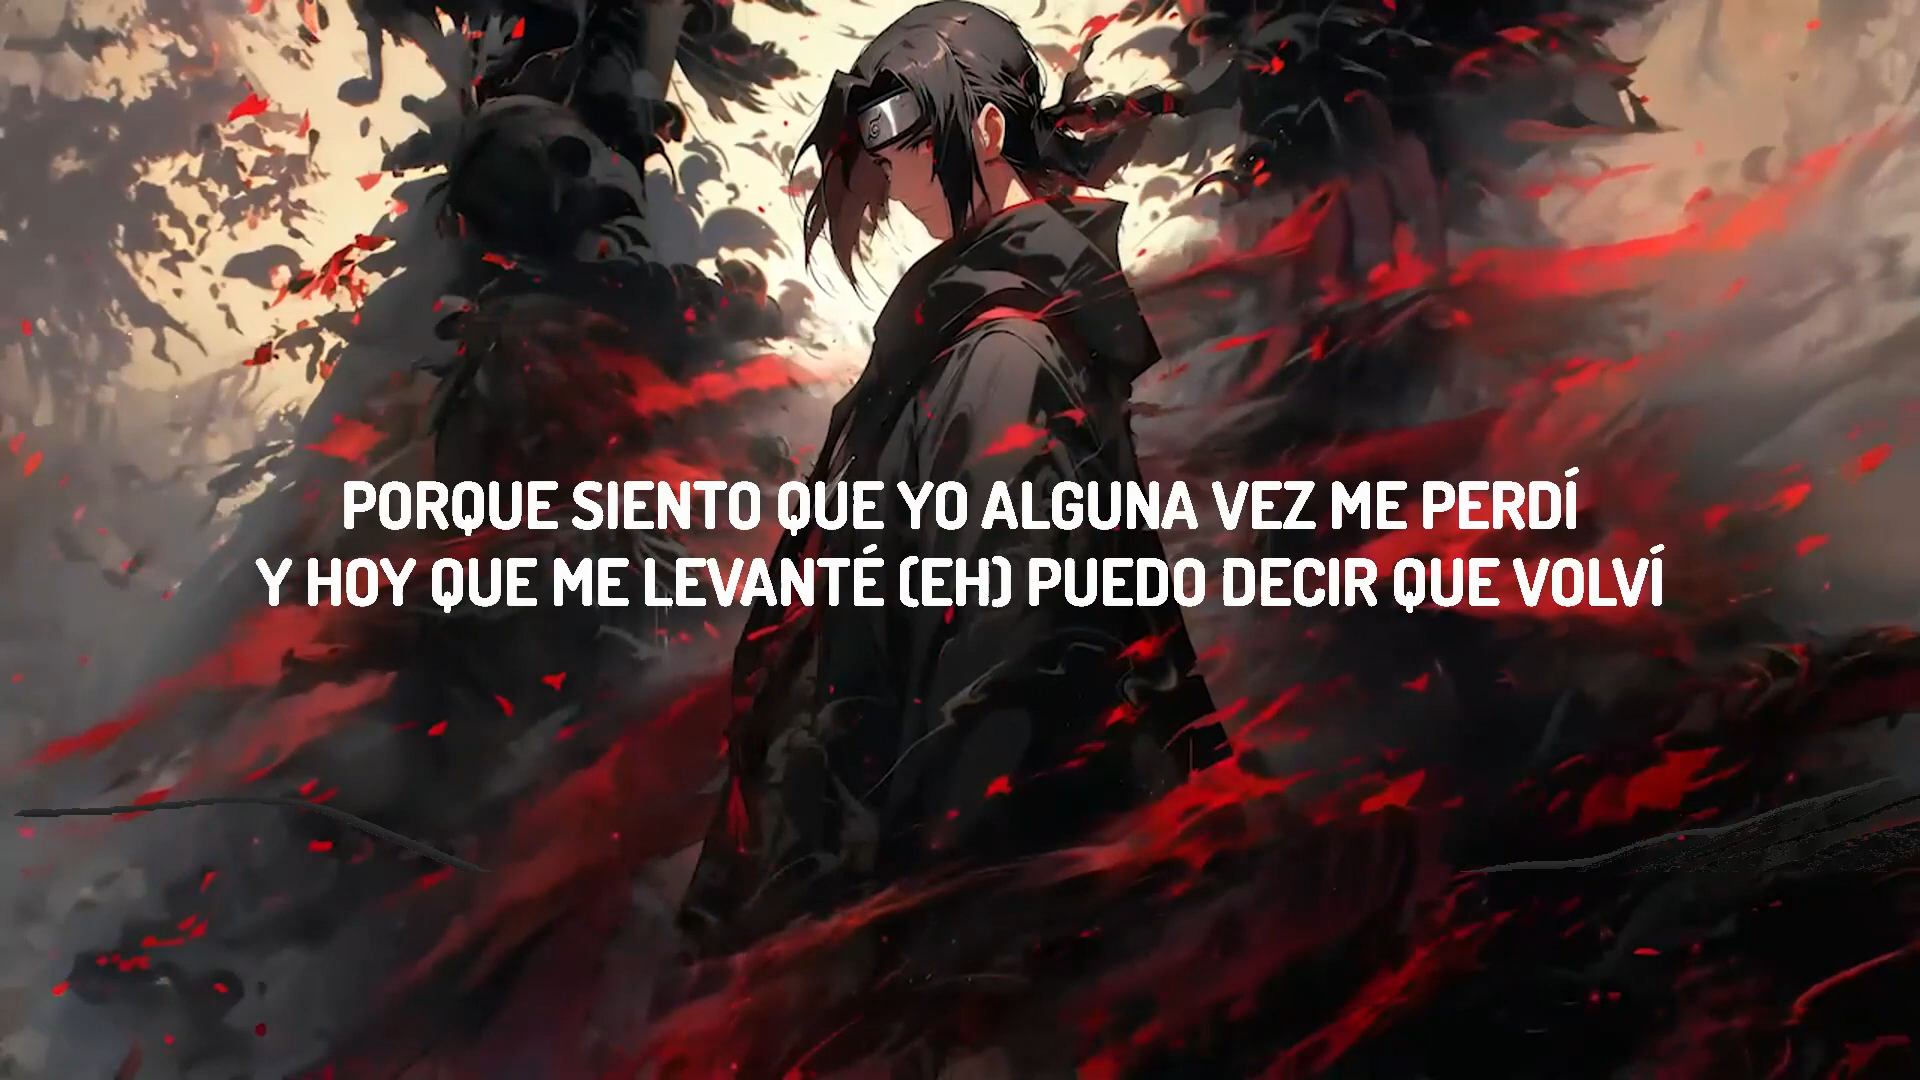 PORQUE SIENTO QUE YO ALGUNA VEZ ME PERDÍ
Y HOY QUE ME LEVANTÉ (EH) PUEDO DECIR QUE VOLVÍ